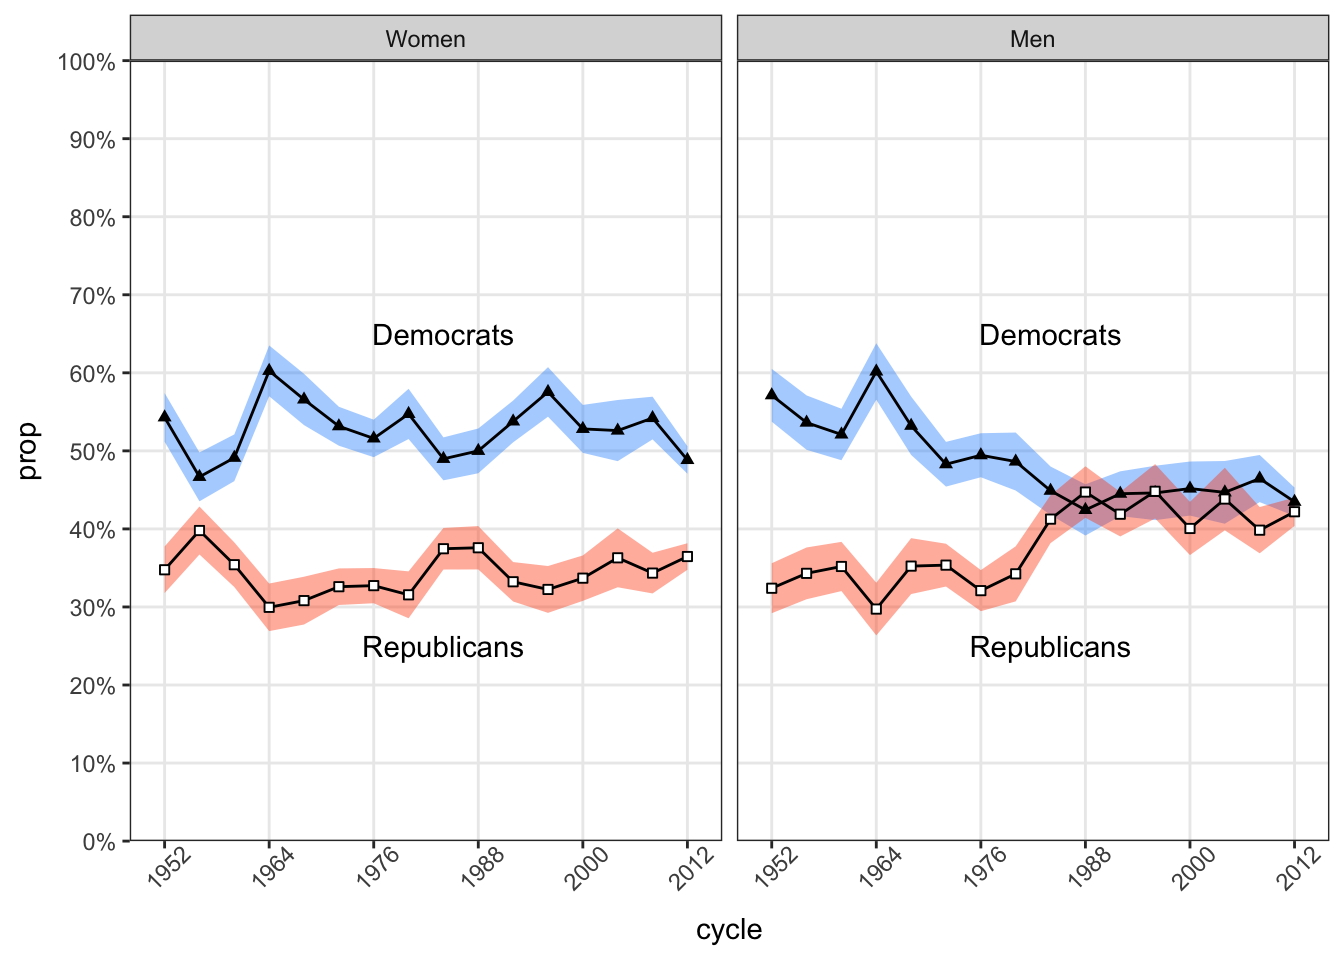 Women
Men
100%
90%
80%
70%
60%
50%
40%
30%
20%
10%
0%
prop
Democrats
Republicans
Democrats
Republicans
1952 1964 1976 1988 2000 2012
1952 1964 1976 1988 2000 2012
cycle